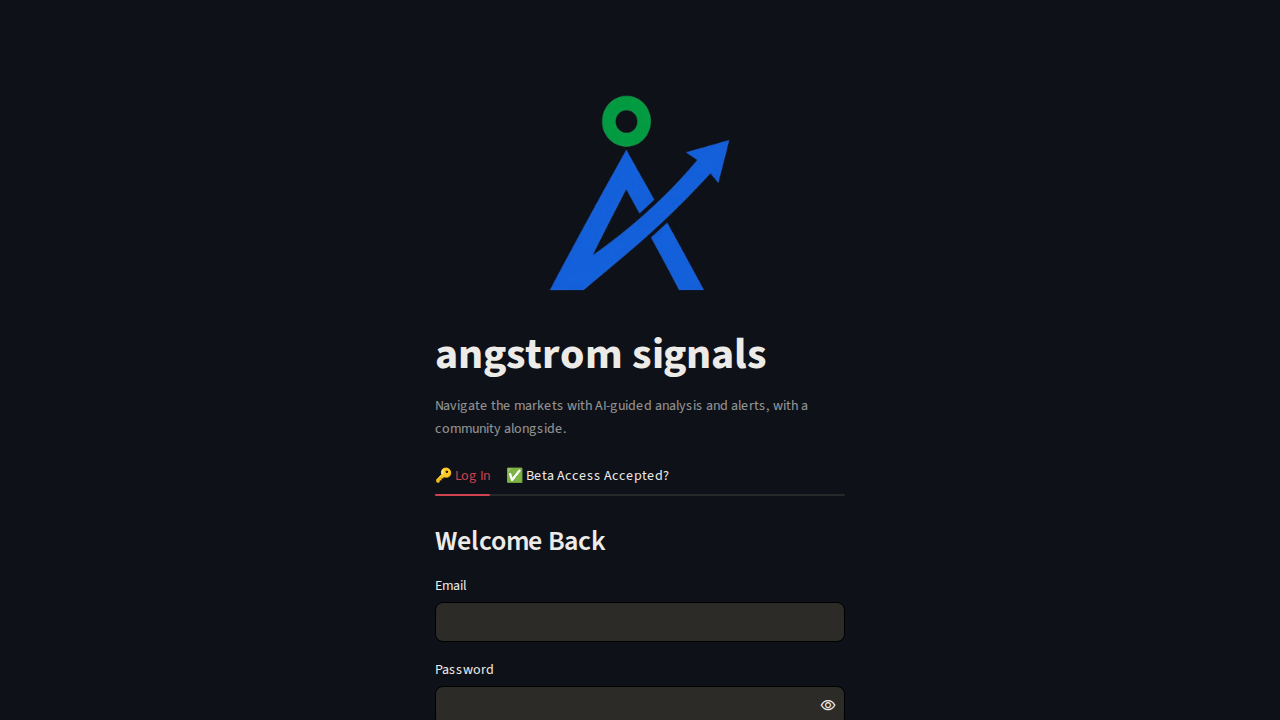 angstrom signals
Navigate the markets with AI-guided analysis and alerts, with a
community alongside.
🔑 Log In ✅ Beta Access Accepted?
Welcome Back
Email
Password